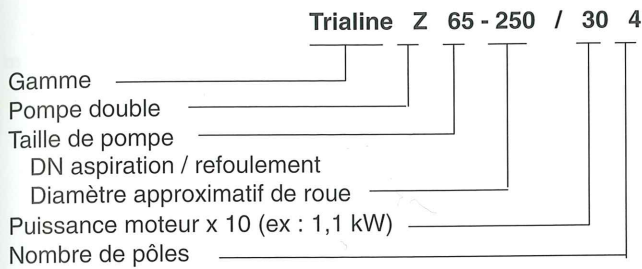 Trialine Z 65 - 250 / 30 4
Gamme
Pompe double
Taille de pompe
DN aspiration / refoulement
Diamètre approximatif de roue
Puissance moteur x 10 (ex : 1,1 kW)
Nombre de pôles